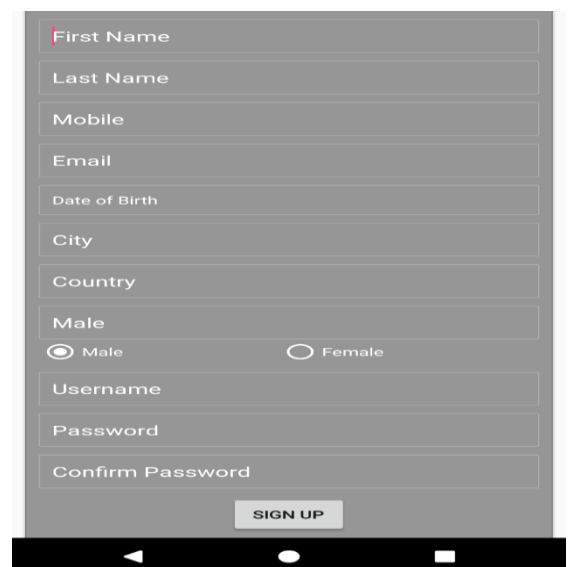 First Name
Last Name
Mobile
Email
Date of Birth
City
Country
Male
Male Female
Username
Password
Confirm Password
SIGN UP